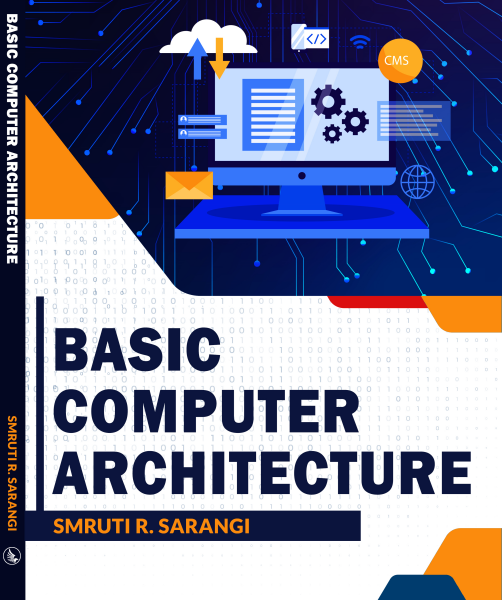 BASIC COMPUTER ARCHITECTURE
SMRUTI R. SARANGI
</>
CMS
BASIC
COMPUTER
ARCHITECTURE
SMRUTI R. SARANGI